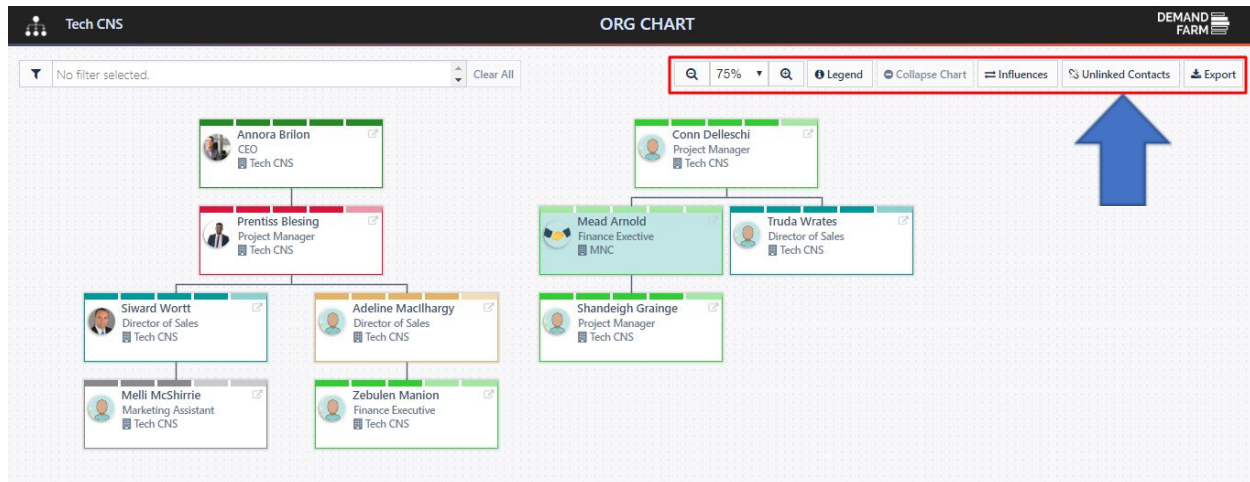 Tech CNS
ORG CHART
DEMAND
FARM
No filter selected.
Clear All
75%
Legend
Collapse Chart
Influences
Unlinked Contacts
Export
Annora Brilon
CEO
Tech CNS
Conn Delleschi
Project Manager
Tech CNS
Prentiss Blesing
Project Manager
Tech CNS
Mead Arnold
Finance Exective
MNC
Truda Wrates
Director of Sales
Tech CNS
Siward Wortt
Director of Sales
Tech CNS
Adeline MacIlhargy
Director of Sales
Tech CNS
Shandeigh Grainge
Project Manager
Tech CNS
Melli McShirrie
Marketing Assistant
Tech CNS
Zebulen Manion
Finance Executive
Tech CNS